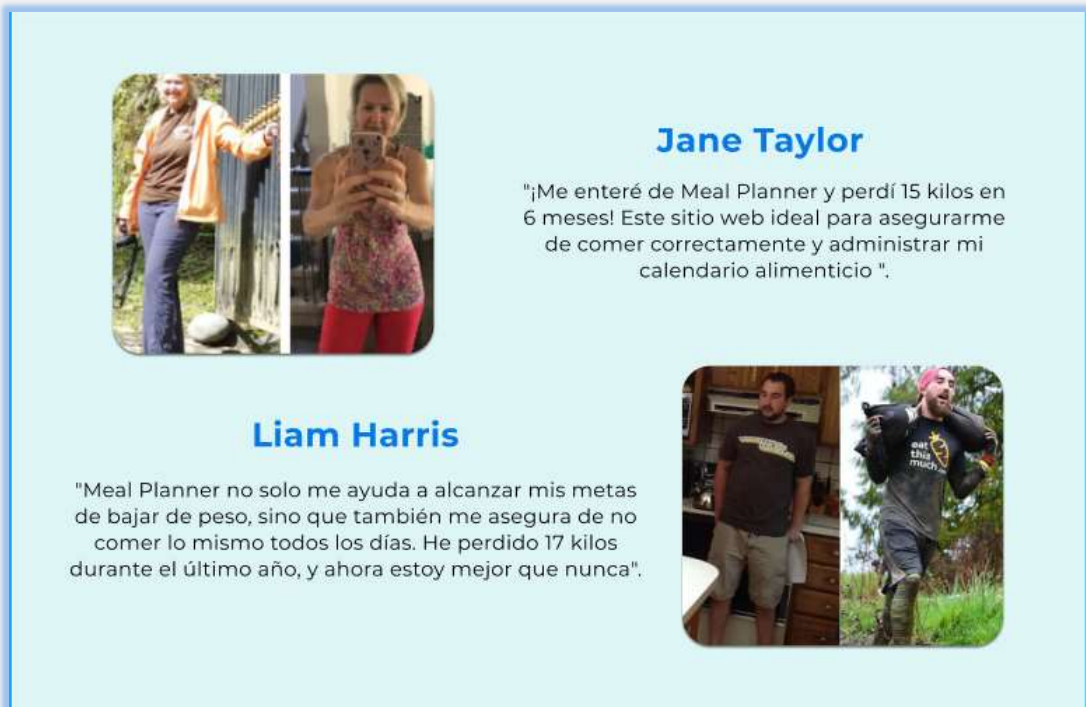 Jane Taylor
"¡Me enteré de Meal Planner y perdí 15 kilos en
6 meses! Este sitio web ideal para asegurarme
de comer correctamente y administrar mi
calendario alimenticio ".
Liam Harris
"Meal Planner no solo me ayuda a alcanzar mis metas
de bajar de peso, sino que también me asegura de no
comer lo mismo todos los días. He perdido 17 kilos
durante el último año, y ahora estoy mejor que nunca".
eat
this
much